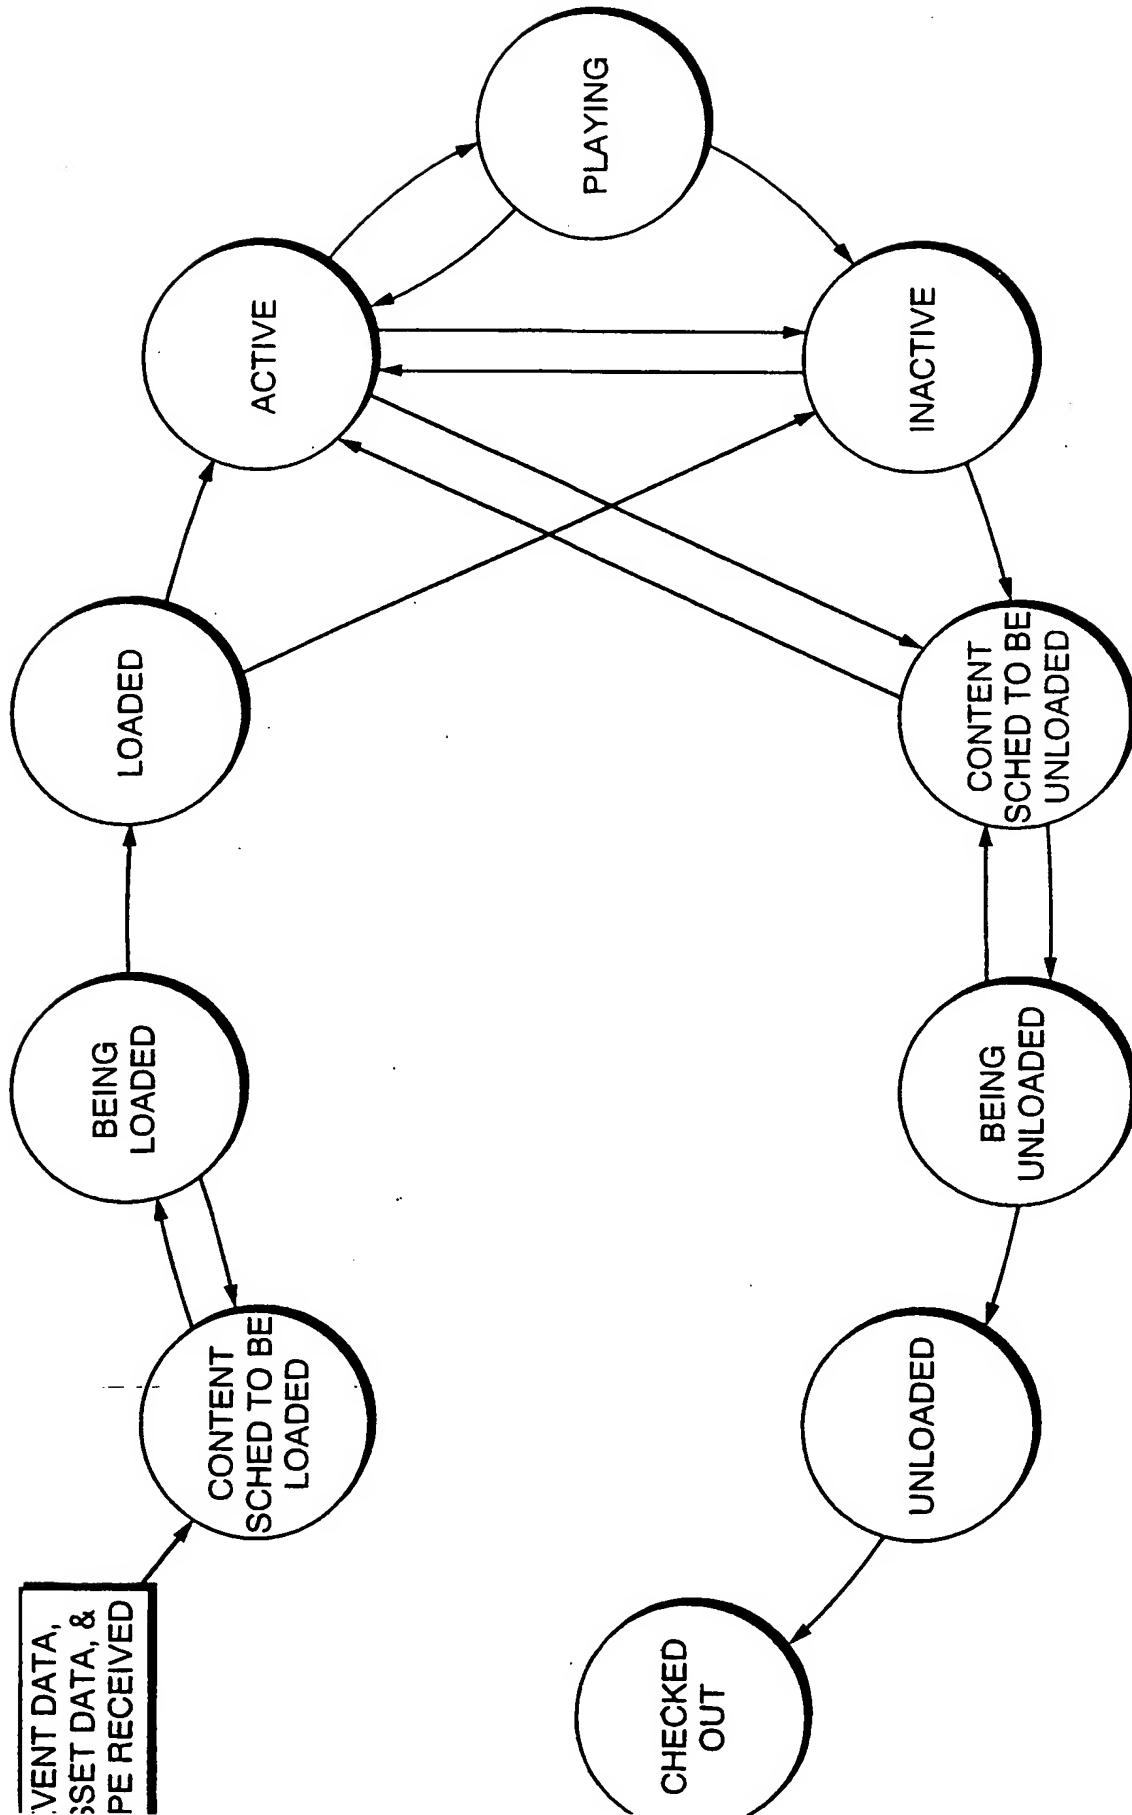 VENT DATA,
SSET DATA, &
PE RECEIVED
CONTENT
SCHED TO BE
LOADED
BEING
LOADED
LOADED
ACTIVE
PLAYING
INACTIVE
CONTENT
SCHED TO BE
UNLOADED
BEING
UNLOADED
UNLOADED
CHECKED
OUT